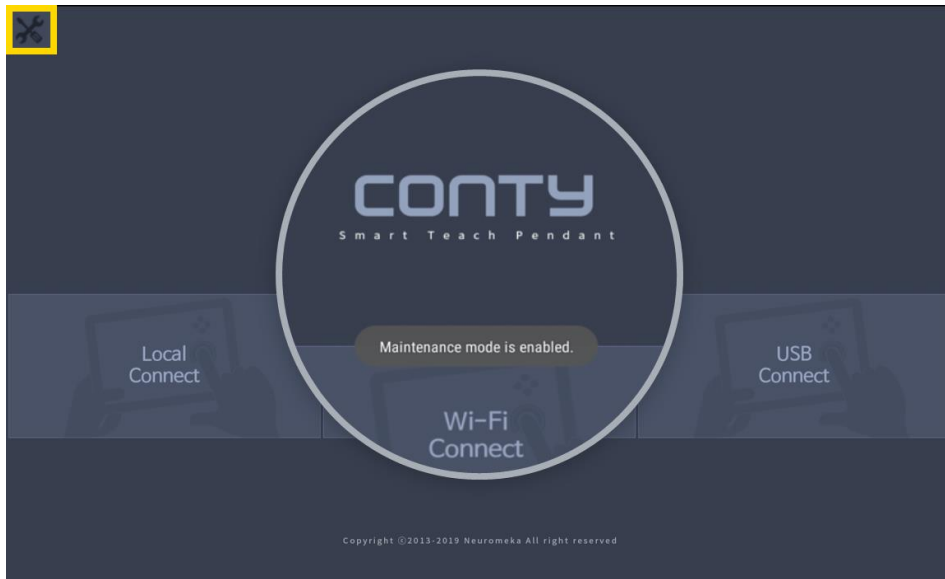 CONTY
Smart Teach Pendant
Maintenance mode is enabled.
Local
Connect
Wi-Fi
Connect
USB
Connect
Copyright ⓒ2013-2019 Neuromeka All right reserved